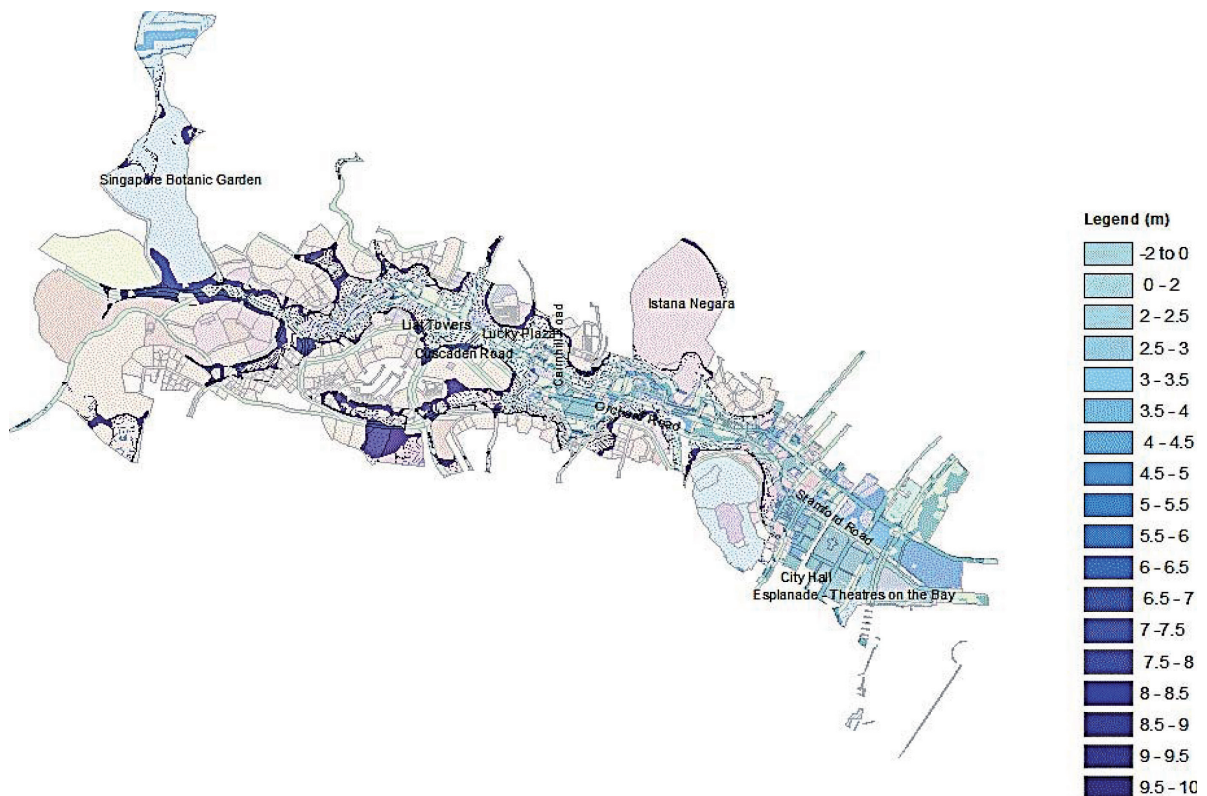 Singapore Botanic Garden
Istana Negara
Cairnhill Road
Liat Towers
Lucky Plaza
Cuscaden Road
Orchard Road
Stamford Road
City Hall
Esplanade - Theatres on the Bay
Legend (m)
-2 to 0
0 - 2
2 - 2.5
2.5 - 3
3 - 3.5
3.5 - 4
4 - 4.5
4.5 - 5
5 - 5.5
5.5 - 6
6 - 6.5
6.5 - 7
7 -7.5
7.5 - 8
8 - 8.5
8.5 - 9
9 - 9.5
9.5 - 10